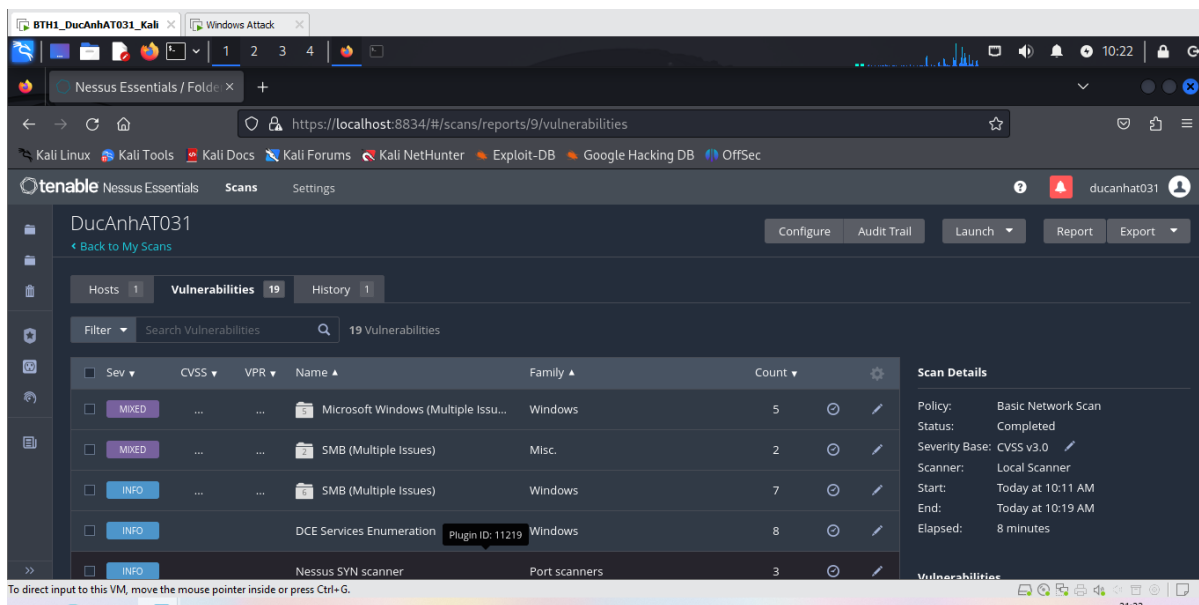 BTH1_DucAnhAT031_Kali Windows Attack
1 2 3 4 10:22
Nessus Essentials / Folde
https://localhost:8834/#/scans/reports/9/vulnerabilities
Kali Linux Kali Tools Kali Docs Kali Forums Kali NetHunter Exploit-DB Google Hacking DB OffSec
tenable Nessus Essentials Scans Settings ducanhat031
DucAnhAT031
Back to My Scans
Configure Audit Trail Launch Report Export
Hosts 1 Vulnerabilities 19 History 1
Filter Search Vulnerabilities 19 Vulnerabilities
Sev CVSS VPR Name Family Count
MIXED ... ... 5 Microsoft Windows (Multiple Issu... Windows 5
MIXED ... ... 2 SMB (Multiple Issues) Misc. 2
INFO ... ... 6 SMB (Multiple Issues) Windows 7
INFO DCE Services Enumeration Windows 8
Plugin ID: 11219
INFO Nessus SYN scanner Port scanners 3
Scan Details
Policy: Basic Network Scan
Status: Completed
Severity Base: CVSS v3.0
Scanner: Local Scanner
Start: Today at 10:11 AM
End: Today at 10:19 AM
Elapsed: 8 minutes
Vulnerabilities
To direct input to this VM, move the mouse pointer inside or press Ctrl+G.